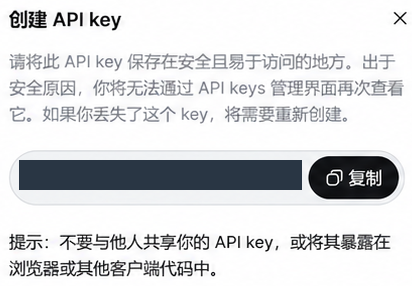 创建 API key
请将此 API key 保存在安全且易于访问的地方。出于
安全原因，你将无法通过 API keys 管理界面再次查看
它。如果你丢失了这个 key，将需要重新创建。
复制
提示：不要与他人共享你的 API key，或将其暴露在
浏览器或其他客户端代码中。